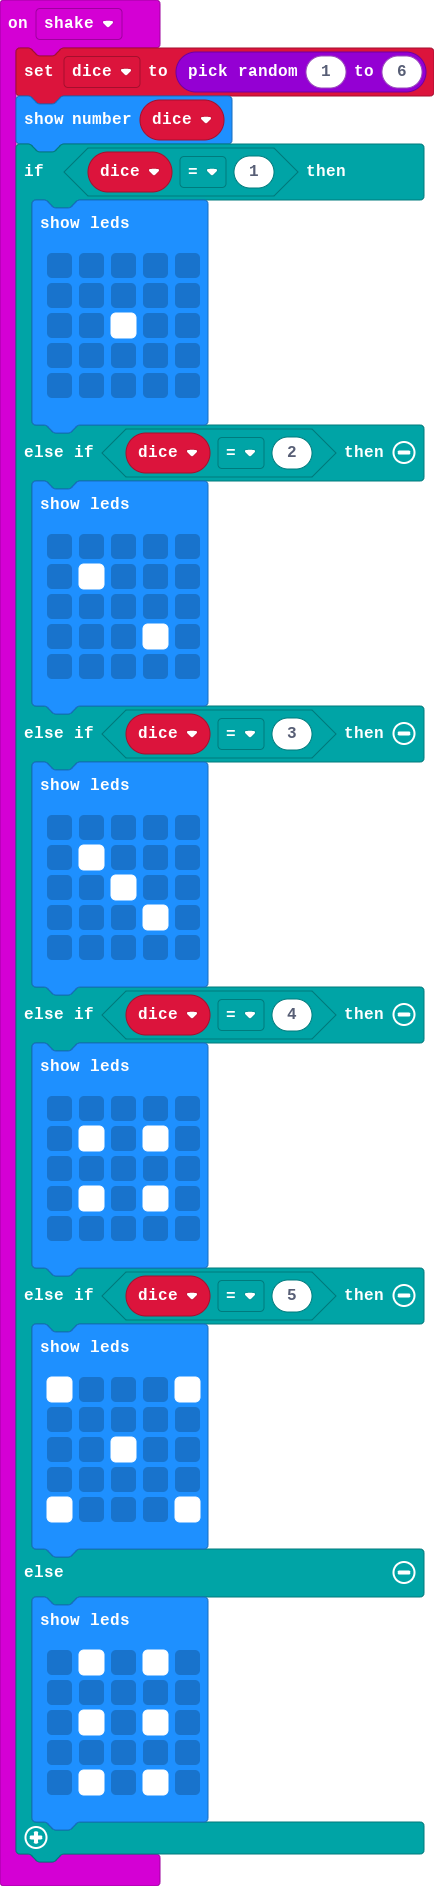 on shake
set dice to pick random 1 to 6
show number dice
if dice = 1 then
show leds
else if dice = 2 then
show leds
else if dice = 3 then
show leds
else if dice = 4 then
show leds
else if dice = 5 then
show leds
else
show leds